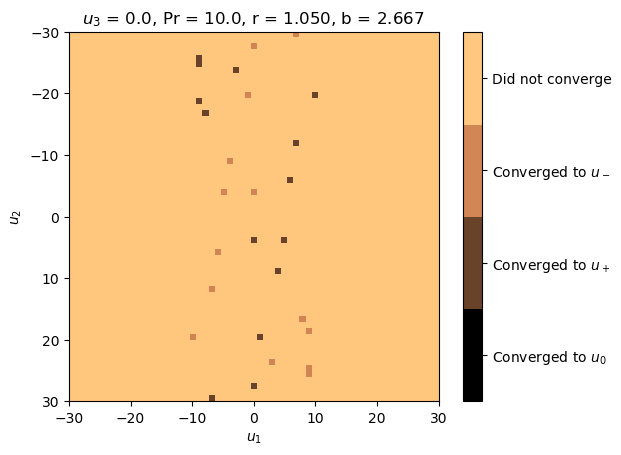 u₃ = 0.0, Pr = 10.0, r = 1.050, b = 2.667
−30
−20
−10
0
10
20
30
u₂
−30
−20
−10
0
10
20
30
u₁
Did not converge
Converged to u₋
Converged to u₊
Converged to u₀